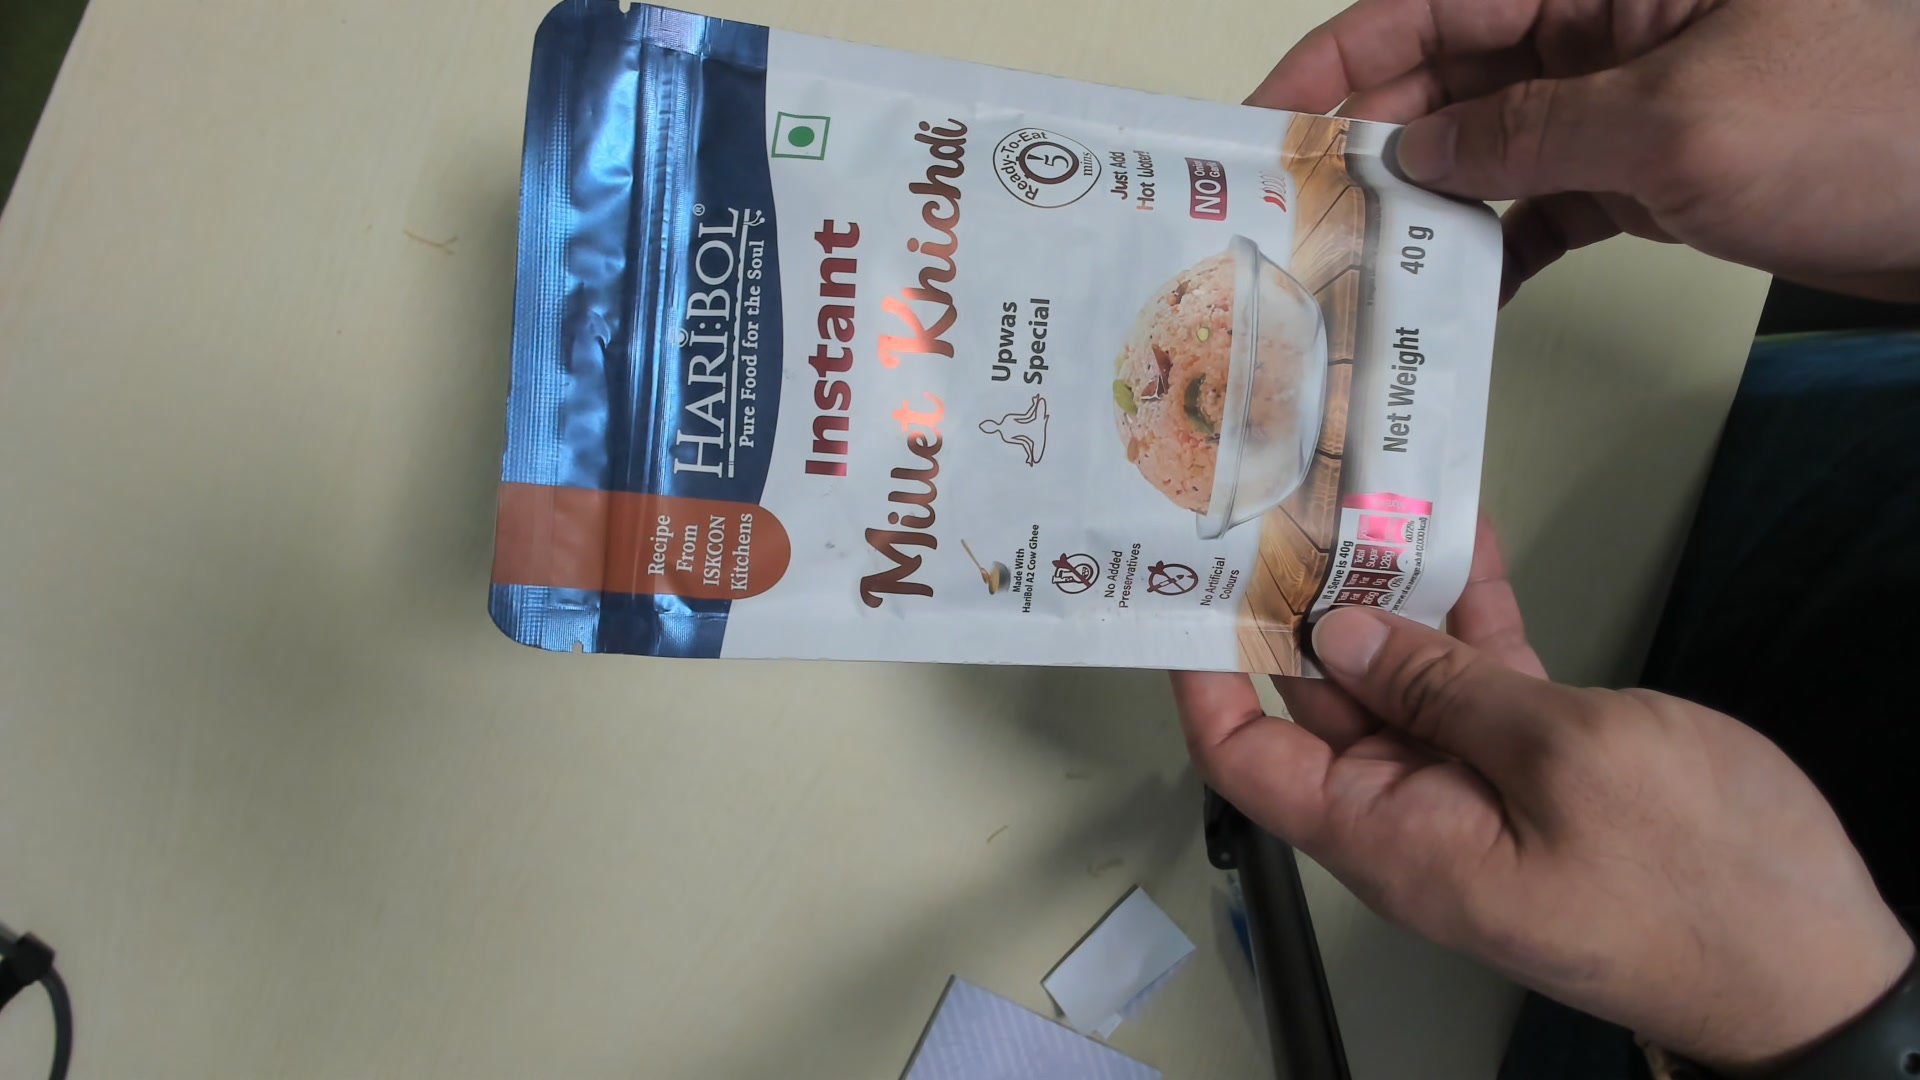 Recipe
From
ISKCON
Kitchens
HARI:BOL®
Pure Food for the Soul
Instant
Millet Khichdi
Upwas
Special
Ready-To-Eat
5
mins
Just Add
Hot Water!
NO Onion
Garlic
Made With
HariBol A2 Cow Ghee
No Added
Preservatives
No Artificial
Colours
Net Weight 40 g